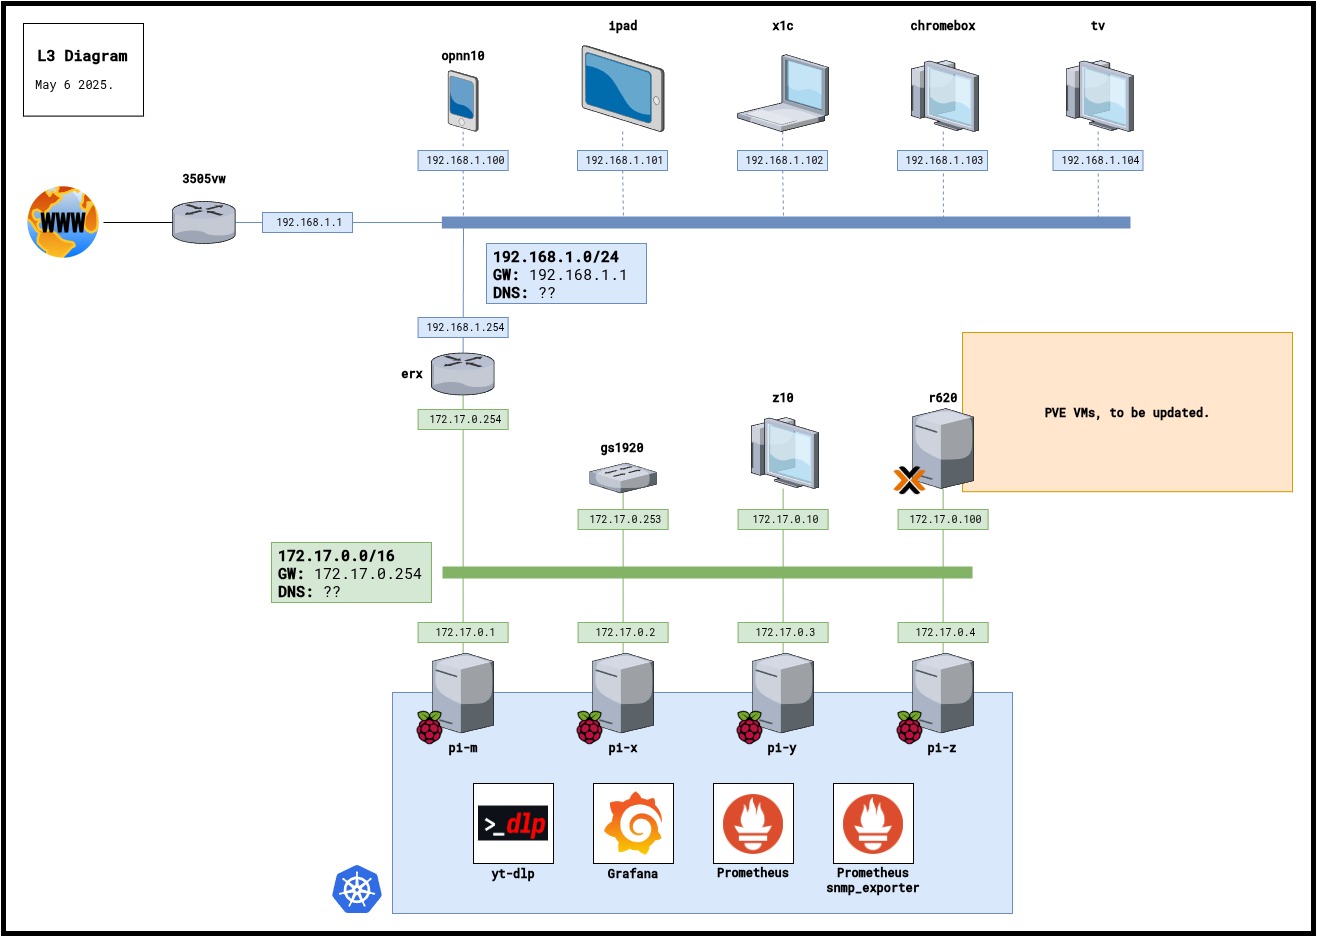 L3 Diagram
May 6 2025.
opnn10
ipad
x1c
chromebox
tv
192.168.1.100
192.168.1.101
192.168.1.102
192.168.1.103
192.168.1.104
WWW
3505vw
192.168.1.1
192.168.1.0/24
GW: 192.168.1.1
DNS: ??
192.168.1.254
erx
172.17.0.254
gs1920
z10
r620
PVE VMs, to be updated.
172.17.0.253
172.17.0.10
172.17.0.100
172.17.0.0/16
GW: 172.17.0.254
DNS: ??
172.17.0.1
172.17.0.2
172.17.0.3
172.17.0.4
pi-m
pi-x
pi-y
pi-z
>_dlp
yt-dlp
Grafana
Prometheus
Prometheus
snmp_exporter